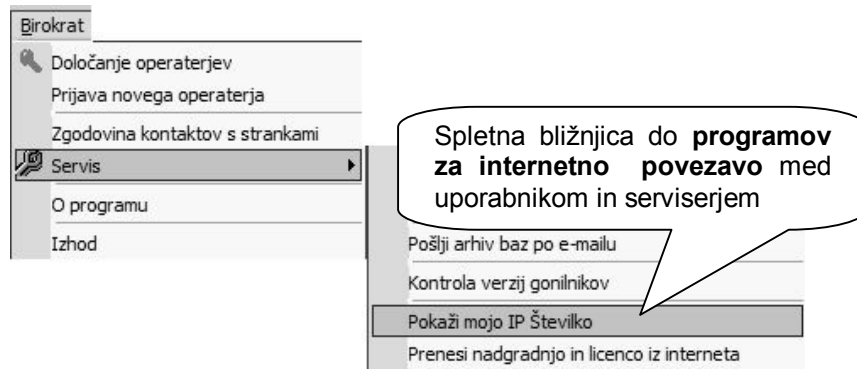 Birokrat
Določanje operaterjev
Prijava novega operaterja
Zgodovina kontaktov s strankami
Servis
O programu
Izhod
Spletna bližnjica do programov
za internetno povezavo med
uporabnikom in serviserjem
Pošlji arhiv baz po e-mailu
Kontrola verzij gonilnikov
Pokaži mojo IP Številko
Prenesi nadgradnjo in licenco iz interneta